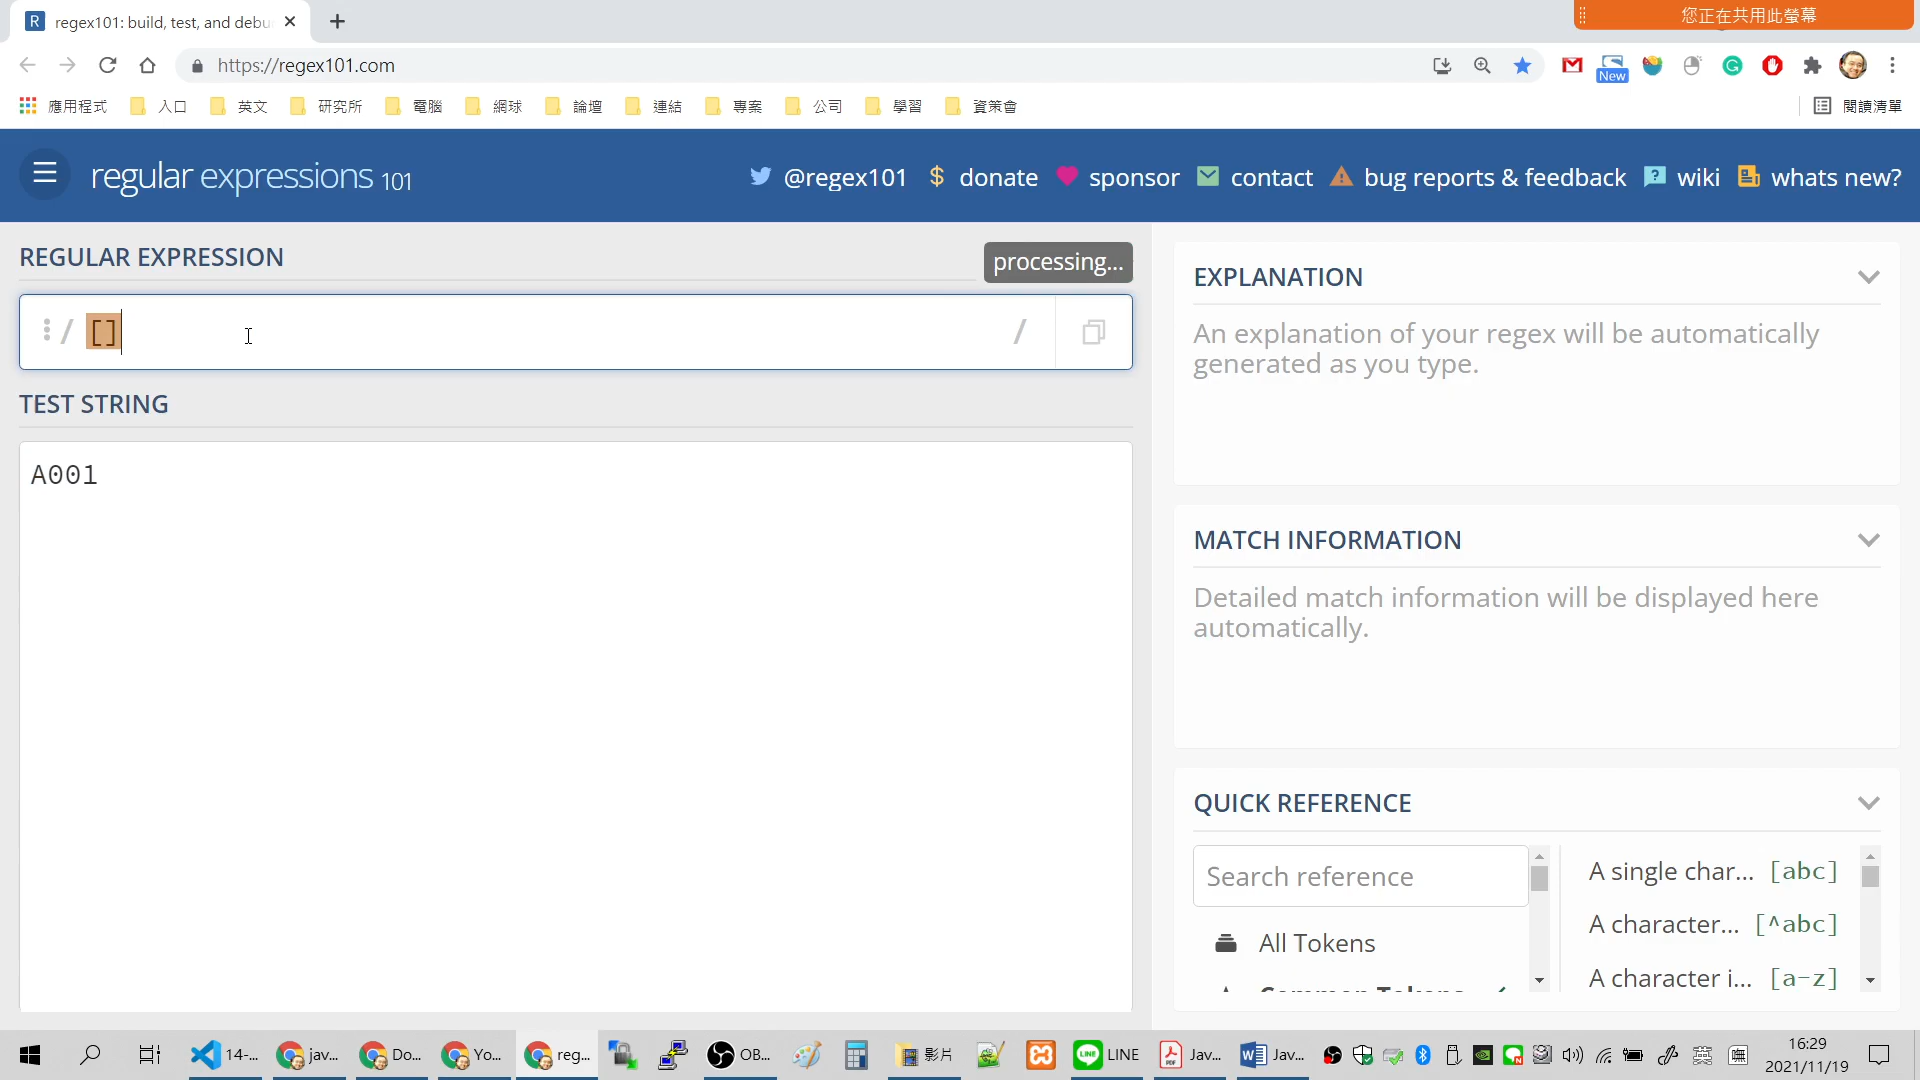 regex101: build, test, and debu
您正在共用此螢幕
https://regex101.com
New
應用程式 入口 英文 研究所 電腦 網球 論壇 連結 專案 公司 學習 資策會 閱讀清單
regular expressions 101
@regex101 donate sponsor contact bug reports & feedback wiki whats new?
REGULAR EXPRESSION
processing...
/ [] /
TEST STRING
A001
EXPLANATION
An explanation of your regex will be automatically
generated as you type.
MATCH INFORMATION
Detailed match information will be displayed here
automatically.
QUICK REFERENCE
Search reference
All Tokens
Common Tokens
A single char... [abc]
A character... [^abc]
A character i... [a-z]
14-... jav... Do... Yo... reg... OB... 影片 LINE Jav... Jav... 英
16:29
2021/11/19